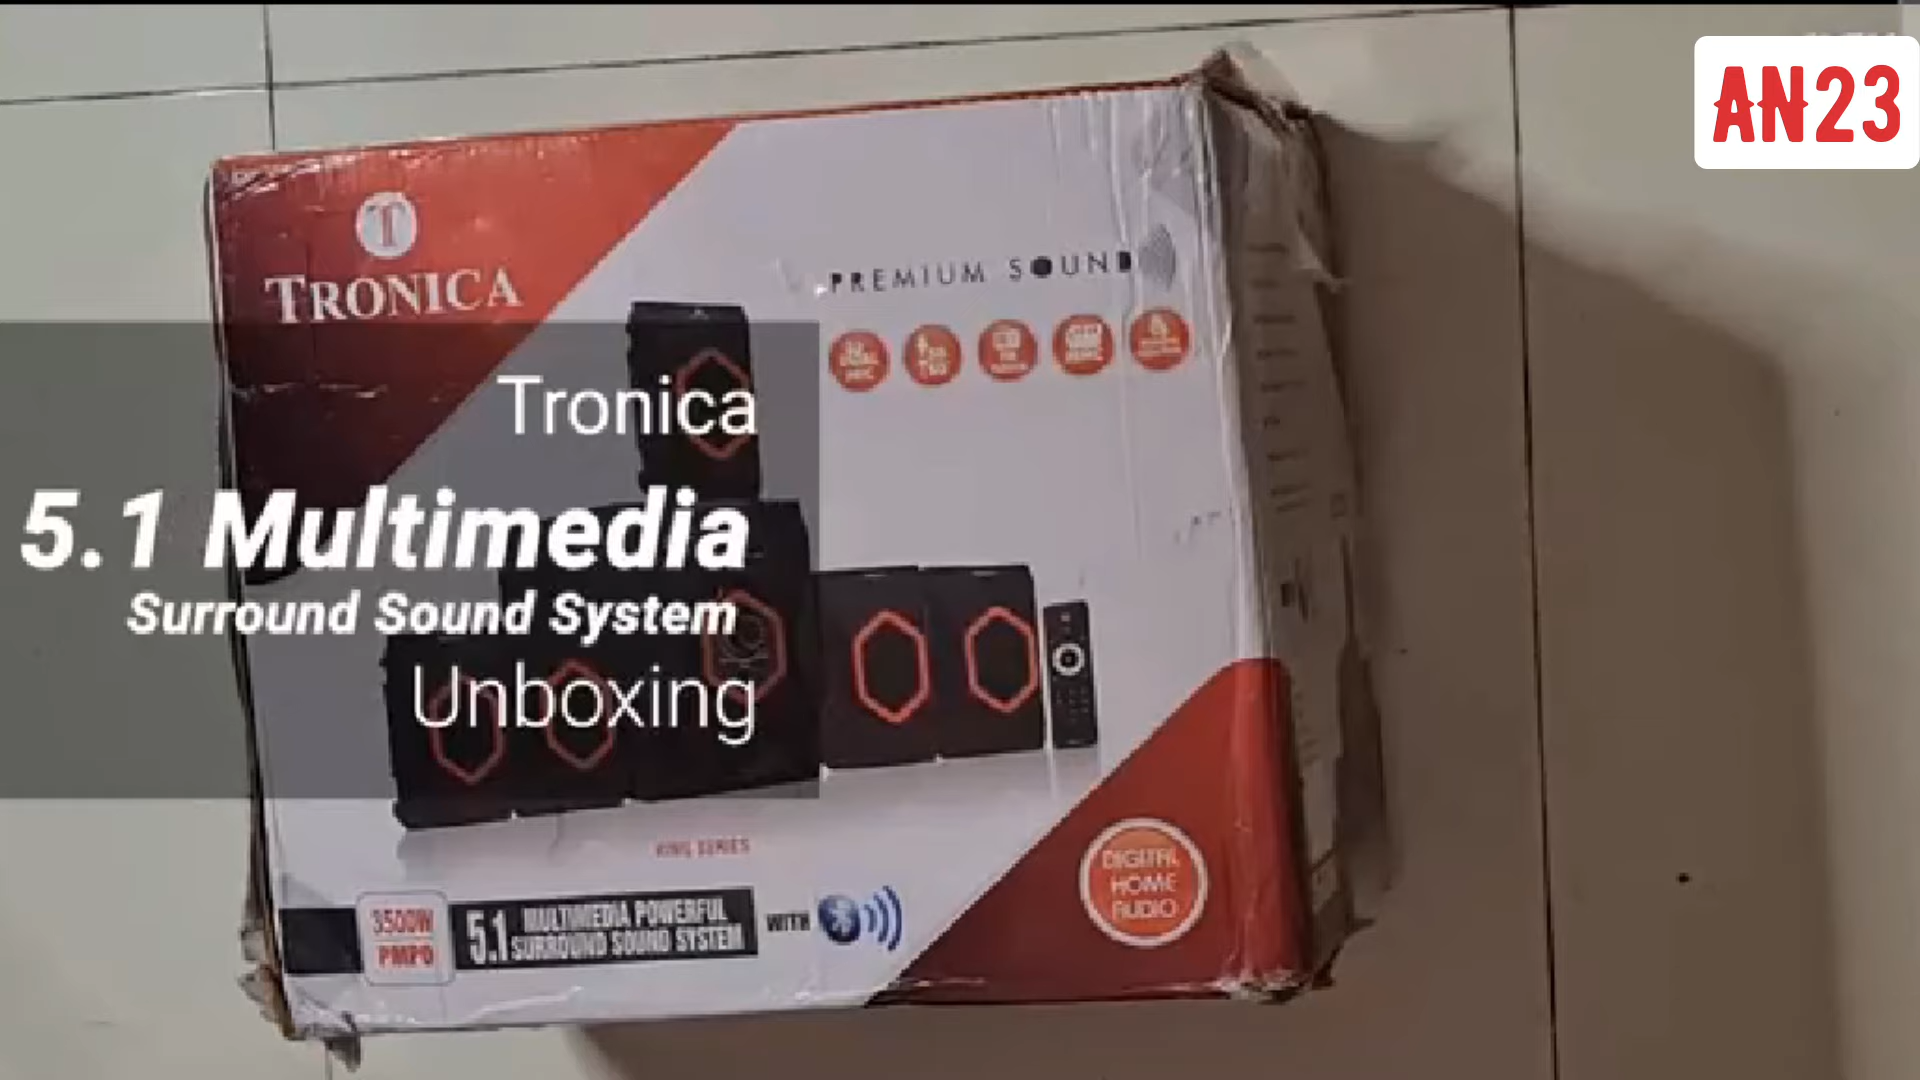 AN23
T
TRONICA
PREMIUM SOUND
Tronica
5.1 Multimedia
Surround Sound System
Unboxing
KING SERIES
3500W
PMPO
5.1 MULTIMEDIA POWERFUL
SURROUND SOUND SYSTEM
WITH
DIGITAL
HOME
AUDIO